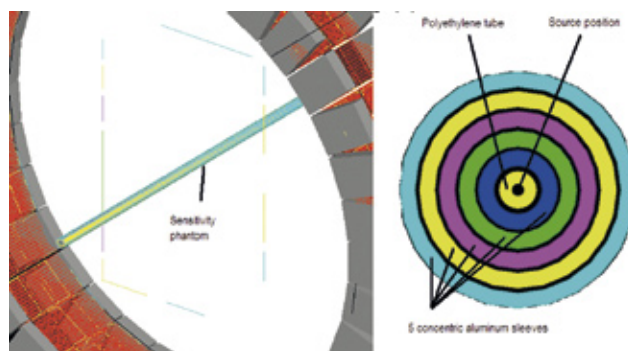 Polyethylene tube
Source position
Sensitivity
phantom
5 concentric aluminum sleeves